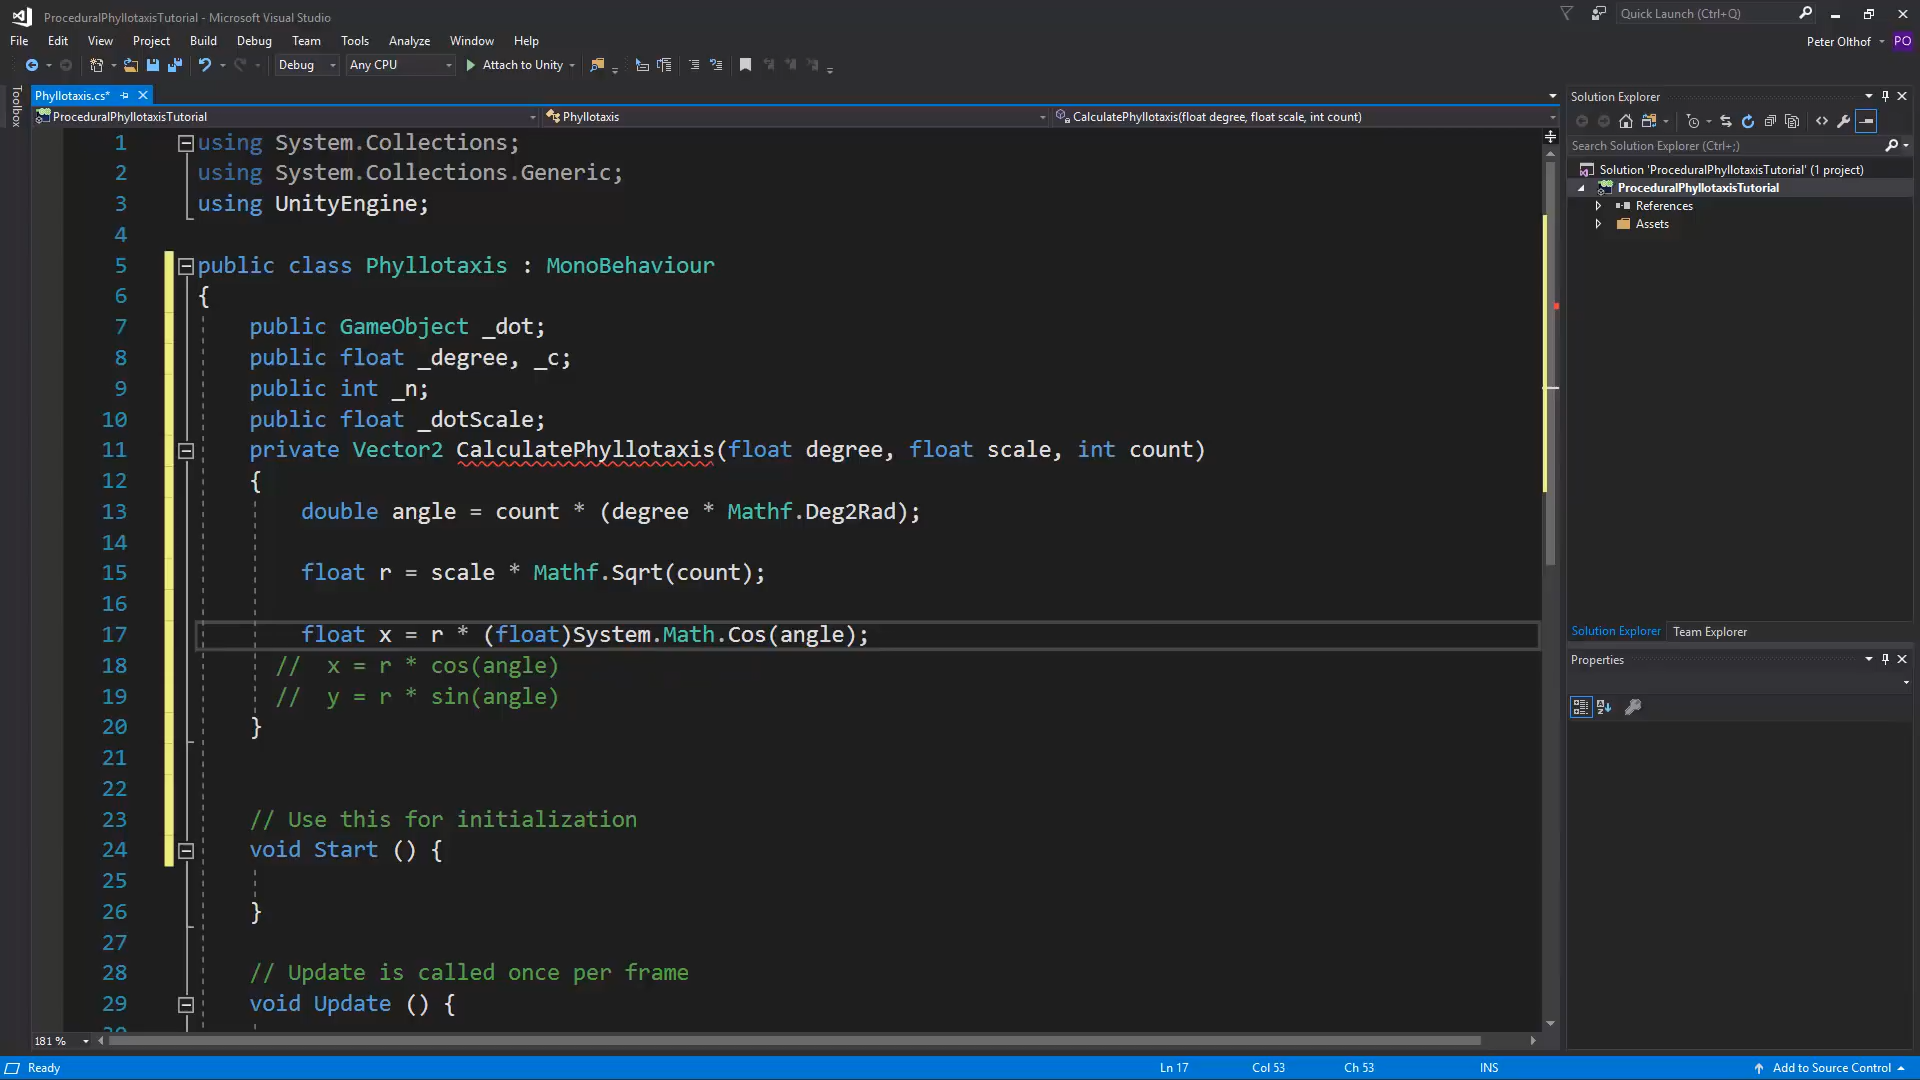 ProceduralPhyllotaxisTutorial - Microsoft Visual Studio
Quick Launch (Ctrl+Q)
File Edit View Project Build Debug Team Tools Analyze Window Help
Peter Olthof PO
Debug Any CPU Attach to Unity
Toolbox
Phyllotaxis.cs*
ProceduralPhyllotaxisTutorial Phyllotaxis CalculatePhyllotaxis(float degree, float scale, int count)
1 using System.Collections;
2 using System.Collections.Generic;
3 using UnityEngine;
4
5 public class Phyllotaxis : MonoBehaviour
6 {
7 public GameObject _dot;
8 public float _degree, _c;
9 public int _n;
10 public float _dotScale;
11 private Vector2 CalculatePhyllotaxis(float degree, float scale, int count)
12 {
13 double angle = count * (degree * Mathf.Deg2Rad);
14
15 float r = scale * Mathf.Sqrt(count);
16
17 float x = r * (float)System.Math.Cos(angle);
18 // x = r * cos(angle)
19 // y = r * sin(angle)
20 }
21
22
23 // Use this for initialization
24 void Start () {
25
26 }
27
28 // Update is called once per frame
29 void Update () {
181 %
Solution Explorer
Search Solution Explorer (Ctrl+;)
Solution 'ProceduralPhyllotaxisTutorial' (1 project)
ProceduralPhyllotaxisTutorial
References
Assets
Solution Explorer Team Explorer
Properties
Ready Ln 17 Col 53 Ch 53 INS Add to Source Control